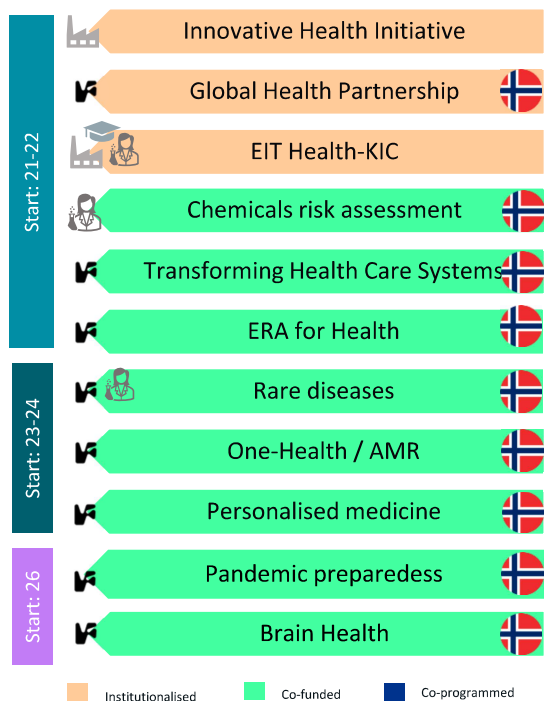 Start: 21-22
Innovative Health Initiative
Global Health Partnership
EIT Health-KIC
Chemicals risk assessment
Transforming Health Care Systems
ERA for Health
Start: 23-24
Rare diseases
One-Health / AMR
Personalised medicine
Start: 26
Pandemic preparedess
Brain Health
Institutionalised
Co-funded
Co-programmed